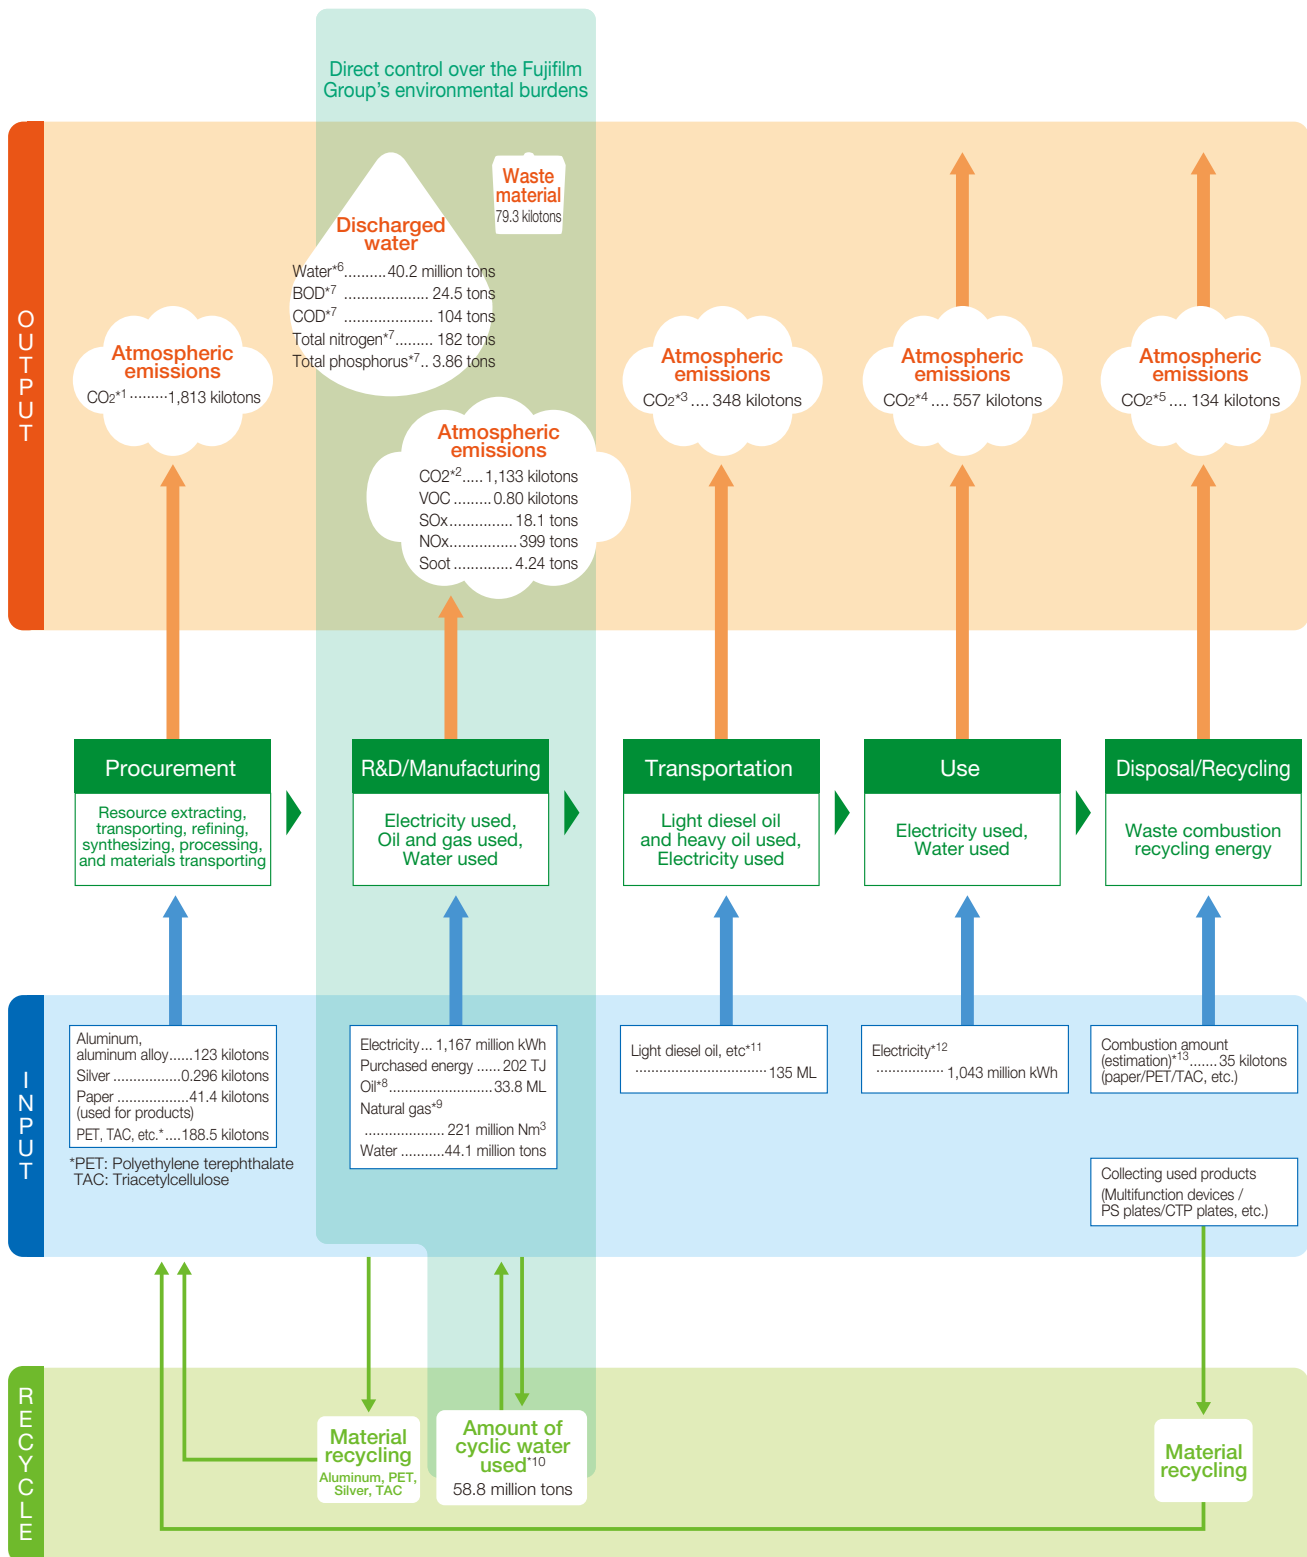 Direct control over the Fujifilm
Group's environmental burdens
OUTPUT
Waste
material
79.3 kilotons
Discharged
water
Water*6..........40.2 million tons
BOD*7 .................... 24.5 tons
COD*7 ..................... 104 tons
Total nitrogen*7......... 182 tons
Total phosphorus*7.. 3.86 tons
Atmospheric
emissions
CO2*1 ·········1,813 kilotons
Atmospheric
emissions
CO2*2..... 1,133 kilotons
VOC ......... 0.80 kilotons
SOx............... 18.1 tons
NOx................ 399 tons
Soot .............. 4.24 tons
Atmospheric
emissions
CO2*3 .... 348 kilotons
Atmospheric
emissions
CO2*4 .... 557 kilotons
Atmospheric
emissions
CO2*5 .... 134 kilotons
Procurement
Resource extracting,
transporting, refining,
synthesizing, processing,
and materials transporting
R&D/Manufacturing
Electricity used,
Oil and gas used,
Water used
Transportation
Light diesel oil
and heavy oil used,
Electricity used
Use
Electricity used,
Water used
Disposal/Recycling
Waste combustion
recycling energy
INPUT
Aluminum,
aluminum alloy......123 kilotons
Silver ................0.296 kilotons
Paper .................41.4 kilotons
(used for products)
PET, TAC, etc.*....188.5 kilotons
*PET: Polyethylene terephthalate
TAC: Triacetylcellulose
Electricity... 1,167 million kWh
Purchased energy ...... 202 TJ
Oil*8.......................... 33.8 ML
Natural gas*9
.................... 221 million Nm3
Water ...........44.1 million tons
Light diesel oil, etc*11
································ 135 ML
Electricity*12
················ 1,043 million kWh
Combustion amount
(estimation)*13....... 35 kilotons
(paper/PET/TAC, etc.)
Collecting used products
(Multifunction devices /
PS plates/CTP plates, etc.)
RECYCLE
Material
recycling
Aluminum, PET,
Silver, TAC
Amount of
cyclic water
used*10
58.8 million tons
Material
recycling